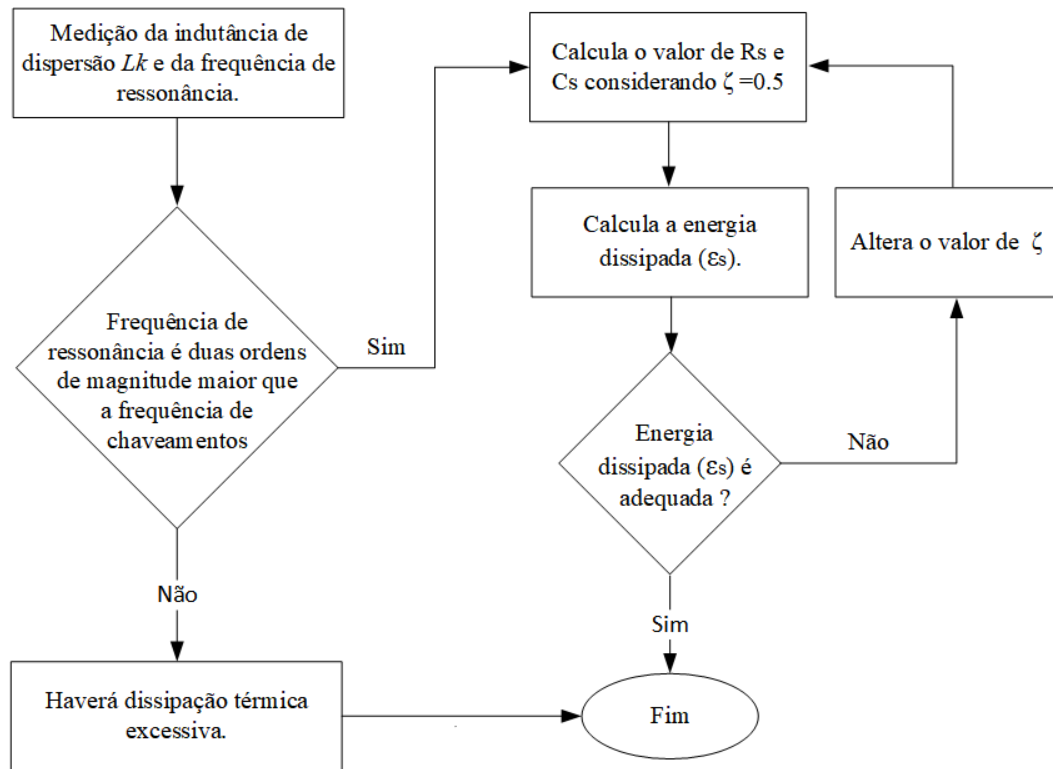 Medição da indutância de
dispersão Lk e da frequência de
ressonância.
Frequência de
ressonância é duas ordens
de magnitude maior que
a frequência de
chaveamentos
Sim
Não
Haverá dissipação térmica
excessiva.
Calcula o valor de Rs e
Cs considerando ζ =0.5
Calcula a energia
dissipada (εs).
Energia
dissipada (εs) é
adequada ?
Não
Altera o valor de ζ
Sim
Fim